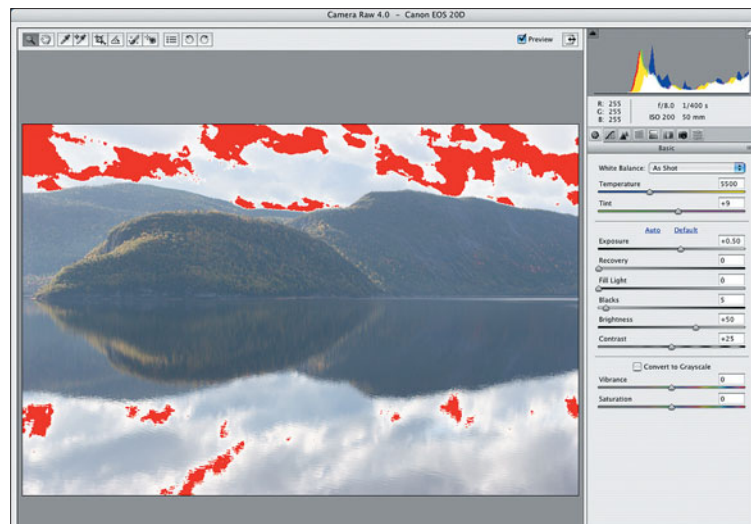 Camera Raw 4.0 – Canon EOS 20D
Preview
R: 255
G: 255
B: 255
f/8.0 1/400 s
ISO 200 50 mm
Basic
White Balance: As Shot
Temperature 5500
Tint +9
Auto Default
Exposure +0.50
Recovery 0
Fill Light 0
Blacks 5
Brightness +50
Contrast +25
Convert to Grayscale
Vibrance 0
Saturation 0